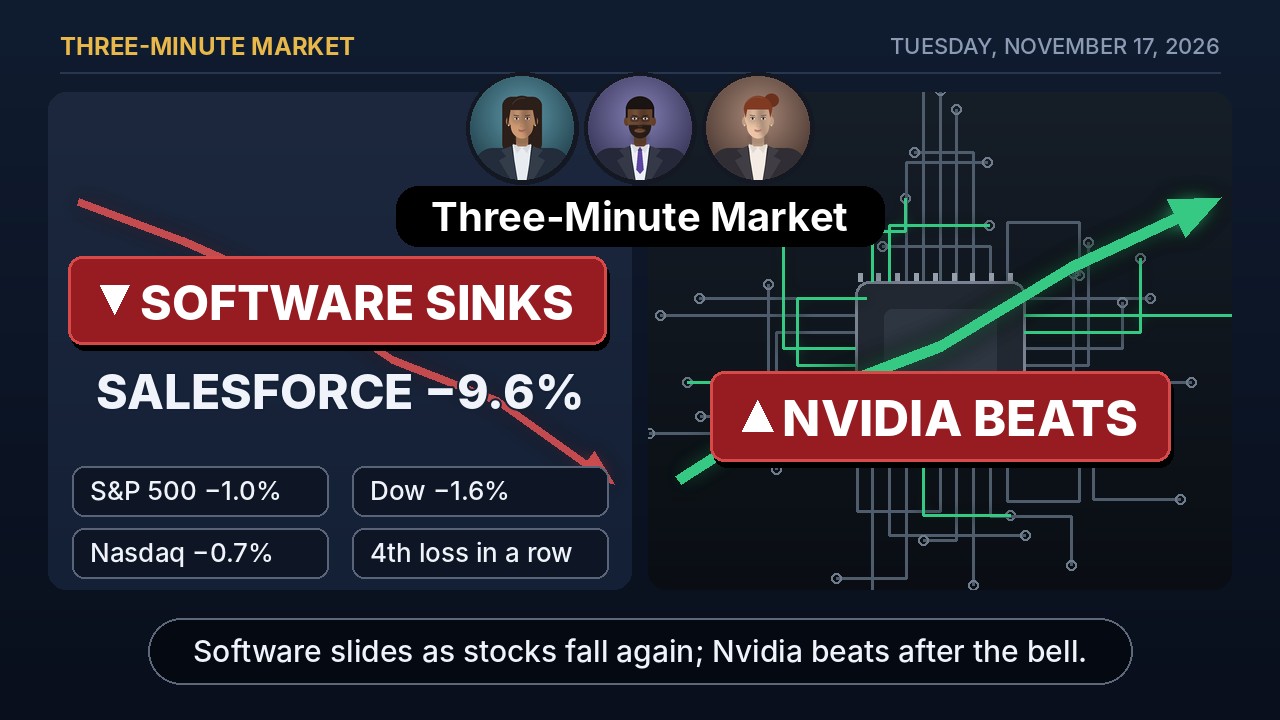 THREE-MINUTE MARKET
TUESDAY, NOVEMBER 17, 2026
Three-Minute Market
▼ SOFTWARE SINKS
SALESFORCE −9.6%
S&P 500 −1.0%
Dow −1.6%
Nasdaq −0.7%
4th loss in a row
▲ NVIDIA BEATS
Software slides as stocks fall again; Nvidia beats after the bell.